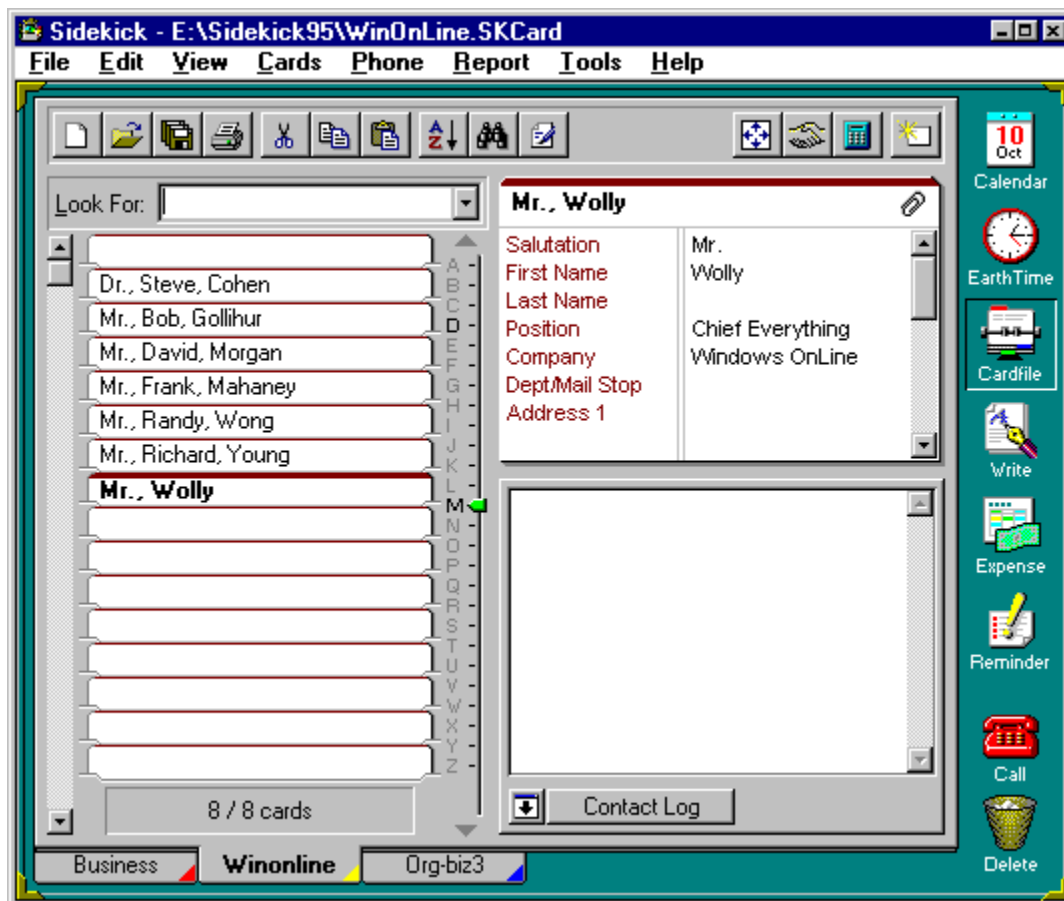 Sidekick - E:\Sidekick95\WinOnLine.SKCard
File Edit View Cards Phone Report Tools Help
10
Oct
Calendar
EarthTime
Cardfile
Write
Expense
Reminder
Call
Delete
A
Z
Look For:
Dr., Steve, Cohen
Mr., Bob, Gollihur
Mr., David, Morgan
Mr., Frank, Mahaney
Mr., Randy, Wong
Mr., Richard, Young
Mr., Wolly
8 / 8 cards
A
B
C
D
E
F
G
H
I
J
K
L
M
N
O
P
Q
R
S
T
U
V
W
X
Y
Z
Mr., Wolly
Salutation Mr.
First Name Wolly
Last Name
Position Chief Everything
Company Windows OnLine
Dept/Mail Stop
Address 1
Contact Log
Business Winonline Org-biz3